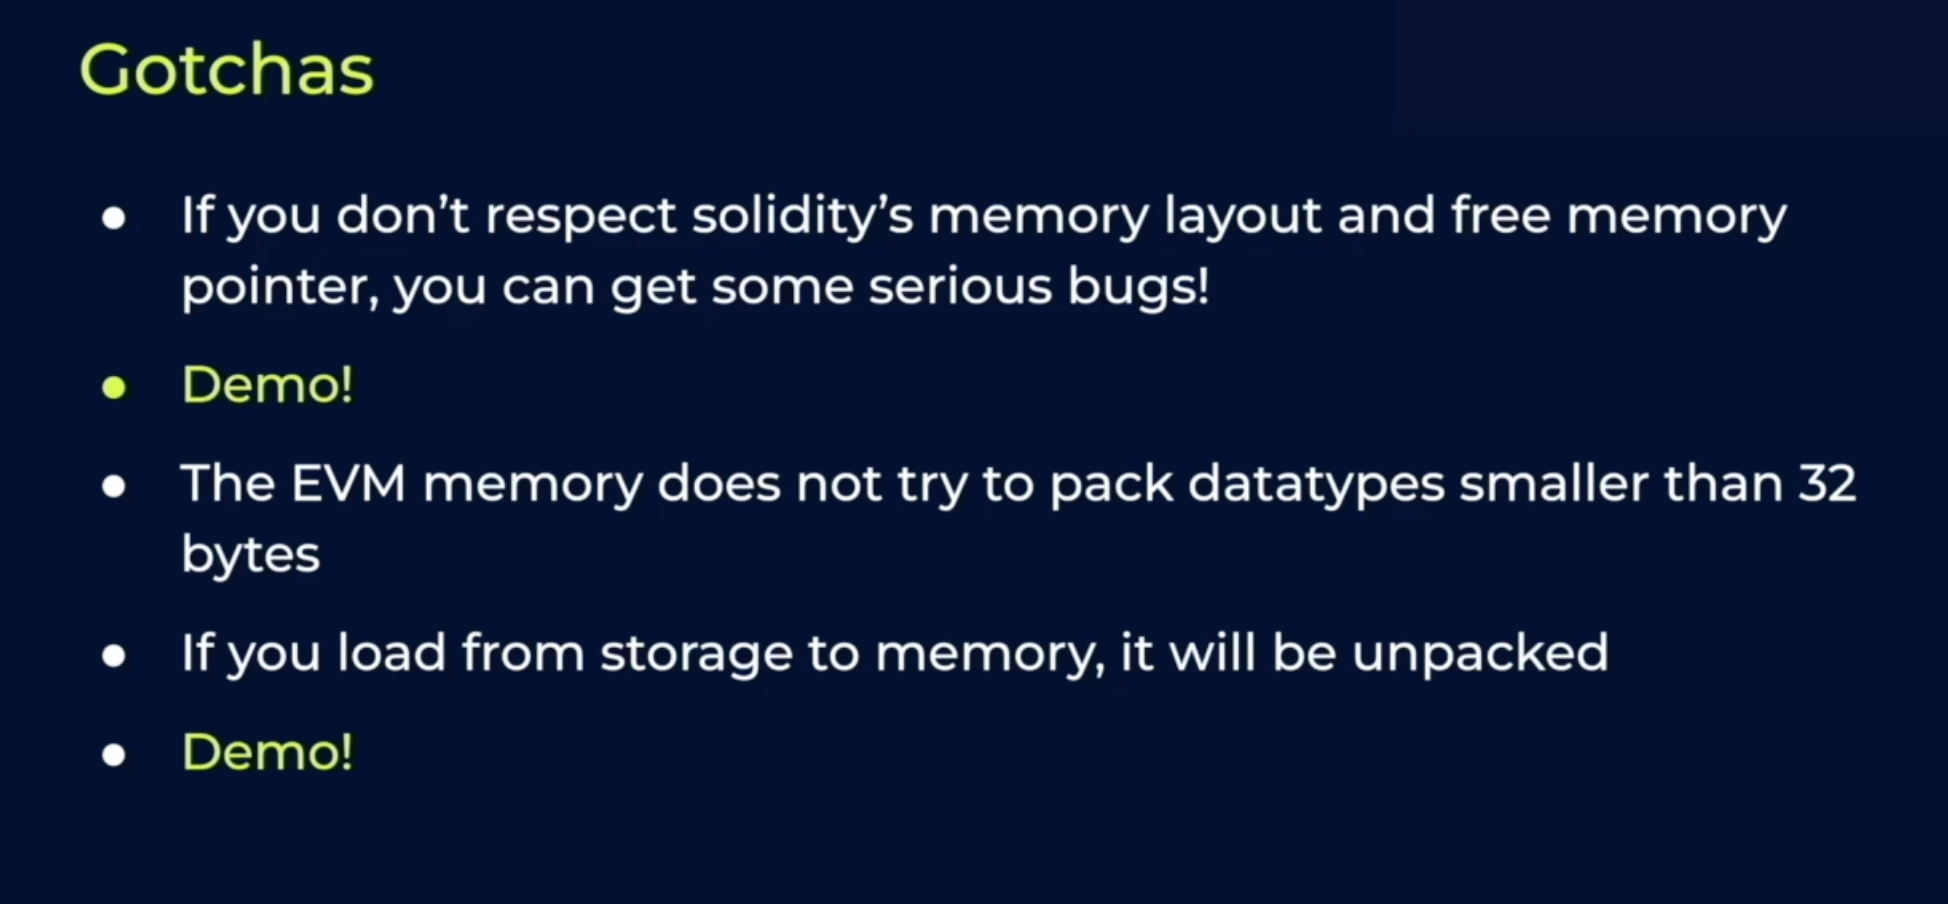 Gotchas
● If you don’t respect solidity’s memory layout and free memory
pointer, you can get some serious bugs!
● Demo!
● The EVM memory does not try to pack datatypes smaller than 32
bytes
● If you load from storage to memory, it will be unpacked
● Demo!